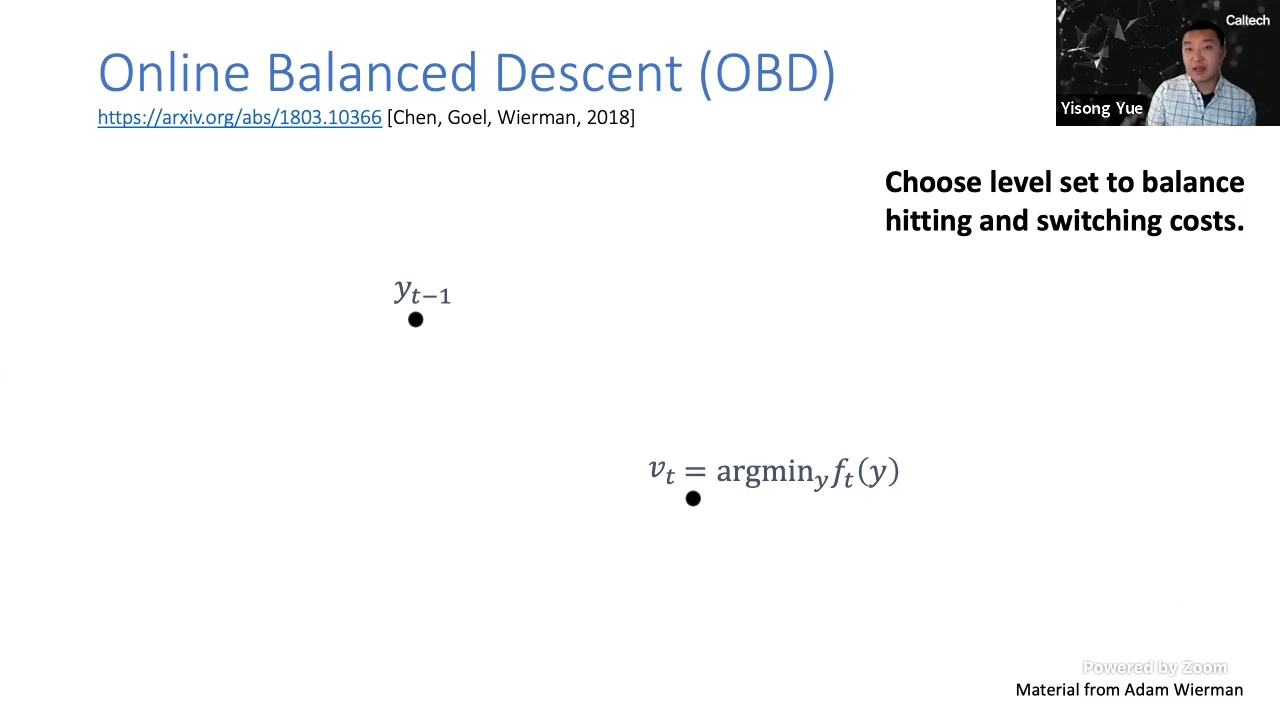 Online Balanced Descent (OBD)
https://arxiv.org/abs/1803.10366 [Chen, Goel, Wierman, 2018]
Caltech
Yisong Yue
Choose level set to balance
hitting and switching costs.
y_{t−1}
v_t = argmin_y f_t(y)
Powered by Zoom
Material from Adam Wierman